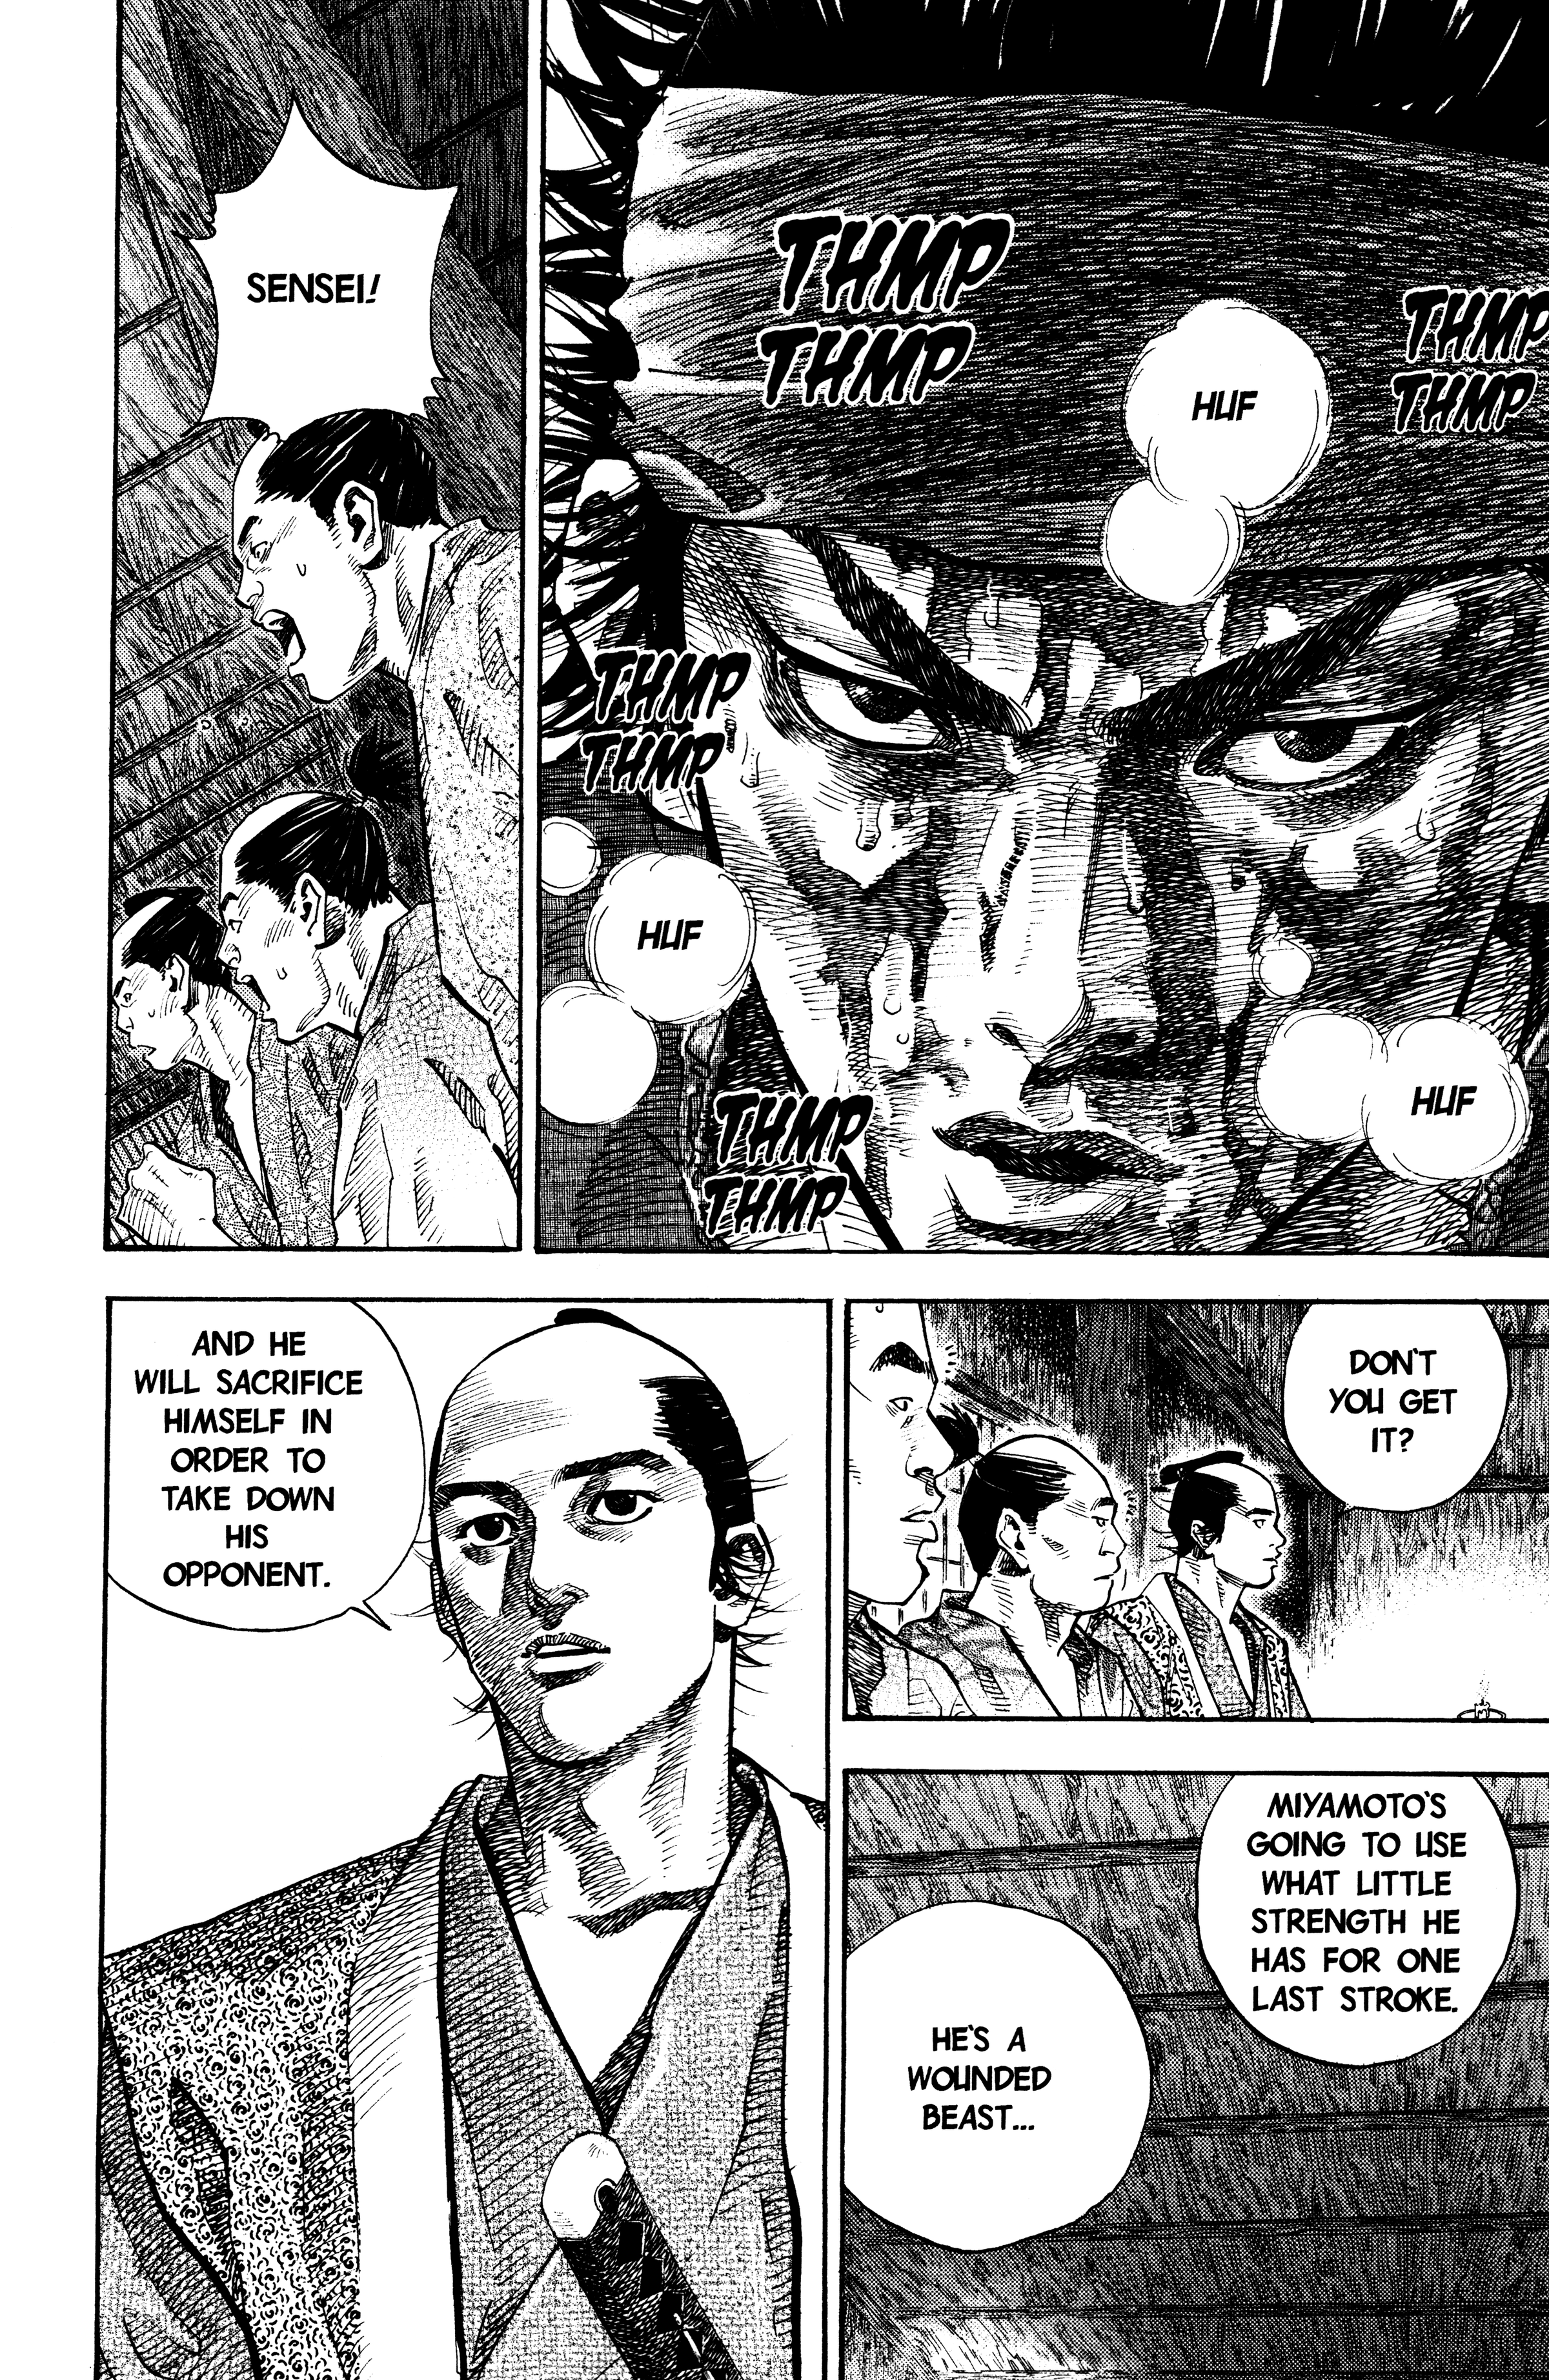 THMP
THMP
HUF
THMP
THMP
THMP
THMP
HUF
HUF
THMP
THMP
SENSEI!
DON'T
YOU GET
IT?
MIYAMOTO'S
GOING TO USE
WHAT LITTLE
STRENGTH HE
HAS FOR ONE
LAST STROKE.
HE'S A
WOUNDED
BEAST...
AND HE
WILL SACRIFICE
HIMSELF IN
ORDER TO
TAKE DOWN
HIS
OPPONENT.